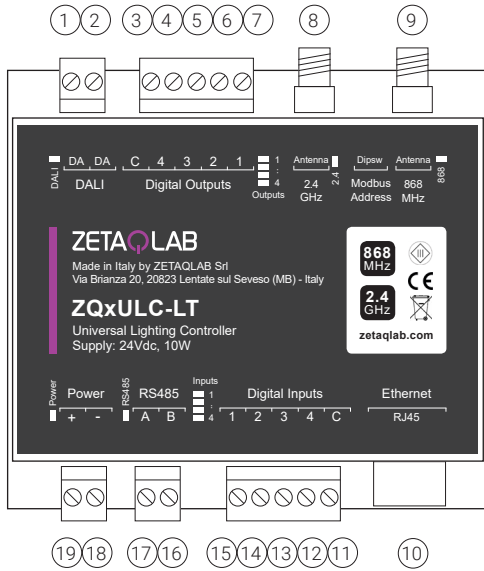 1 2 3 4 5 6 7 8 9
DALI DA DA C 4 3 2 1 1 : 4 Antenna 2.4 Dipsw Antenna 868
DALI Digital Outputs Outputs 2.4 GHz Modbus Address 868 MHz
ZETAQLAB
Made in Italy by ZETAQLAB Srl
Via Brianza 20, 20823 Lentate sul Seveso (MB) - Italy
ZQxULC-LT
Universal Lighting Controller
Supply: 24Vdc, 10W
868
MHz
III
CE
2.4
GHz
zetaqlab.com
Power Power RS485 RS485 Inputs 1 : 4 Digital Inputs Ethernet
+ - A B 1 2 3 4 C RJ45
19 18 17 16 15 14 13 12 11 10